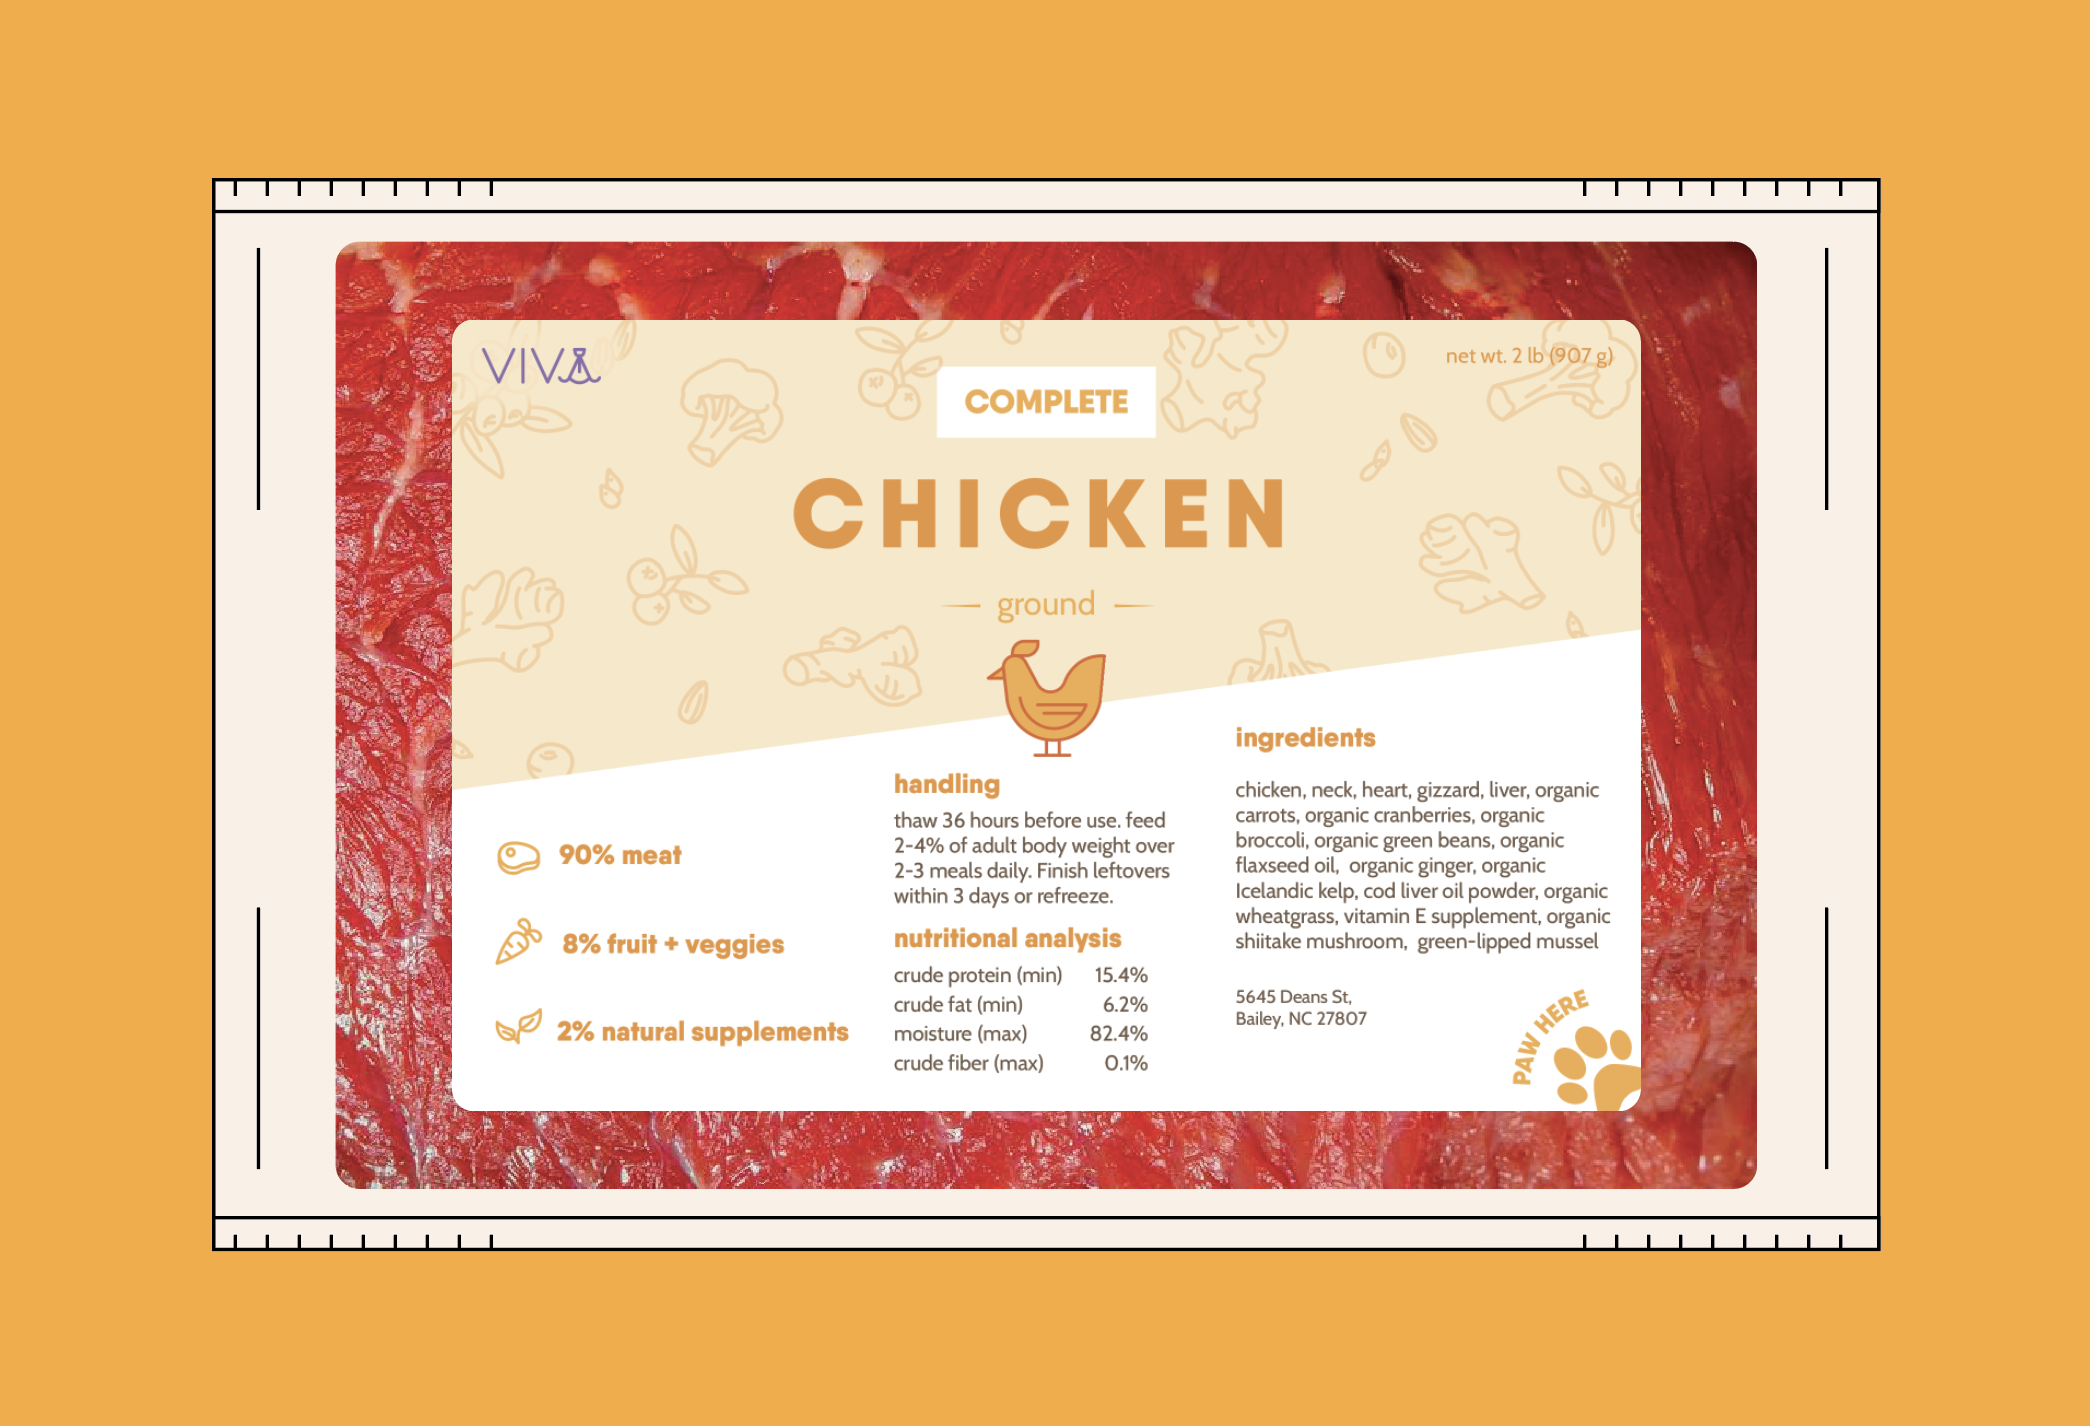 VIVA
net wt. 2 lb (907 g)
COMPLETE
CHICKEN
ground
90% meat
8% fruit + veggies
2% natural supplements
handling
thaw 36 hours before use. feed
2-4% of adult body weight over
2-3 meals daily. Finish leftovers
within 3 days or refreeze.
nutritional analysis
crude protein (min) 15.4%
crude fat (min) 6.2%
moisture (max) 82.4%
crude fiber (max) 0.1%
ingredients
chicken, neck, heart, gizzard, liver, organic
carrots, organic cranberries, organic
broccoli, organic green beans, organic
flaxseed oil, organic ginger, organic
Icelandic kelp, cod liver oil powder, organic
wheatgrass, vitamin E supplement, organic
shiitake mushroom, green-lipped mussel
5645 Deans St,
Bailey, NC 27807
PAW HERE